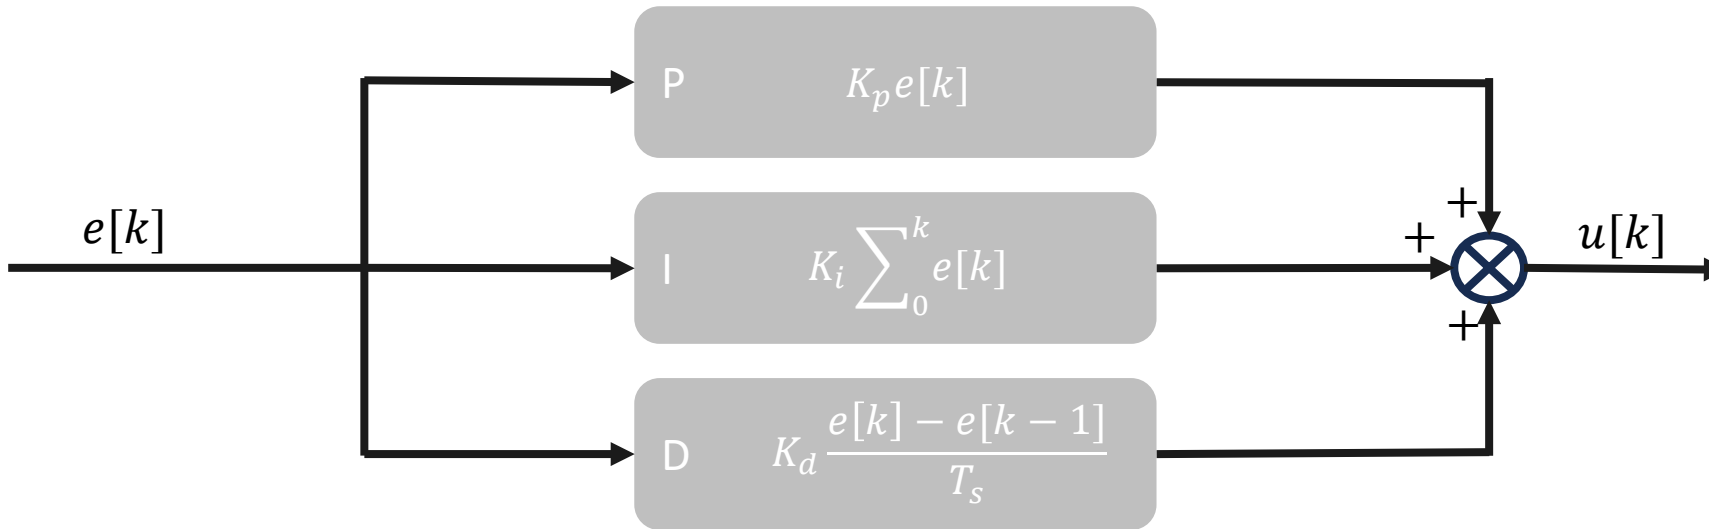 P K_p e[k]
+
e[k]
I K_i ∑_0^k e[k]
+
u[k]
+
D K_d (e[k] − e[k − 1])/T_s